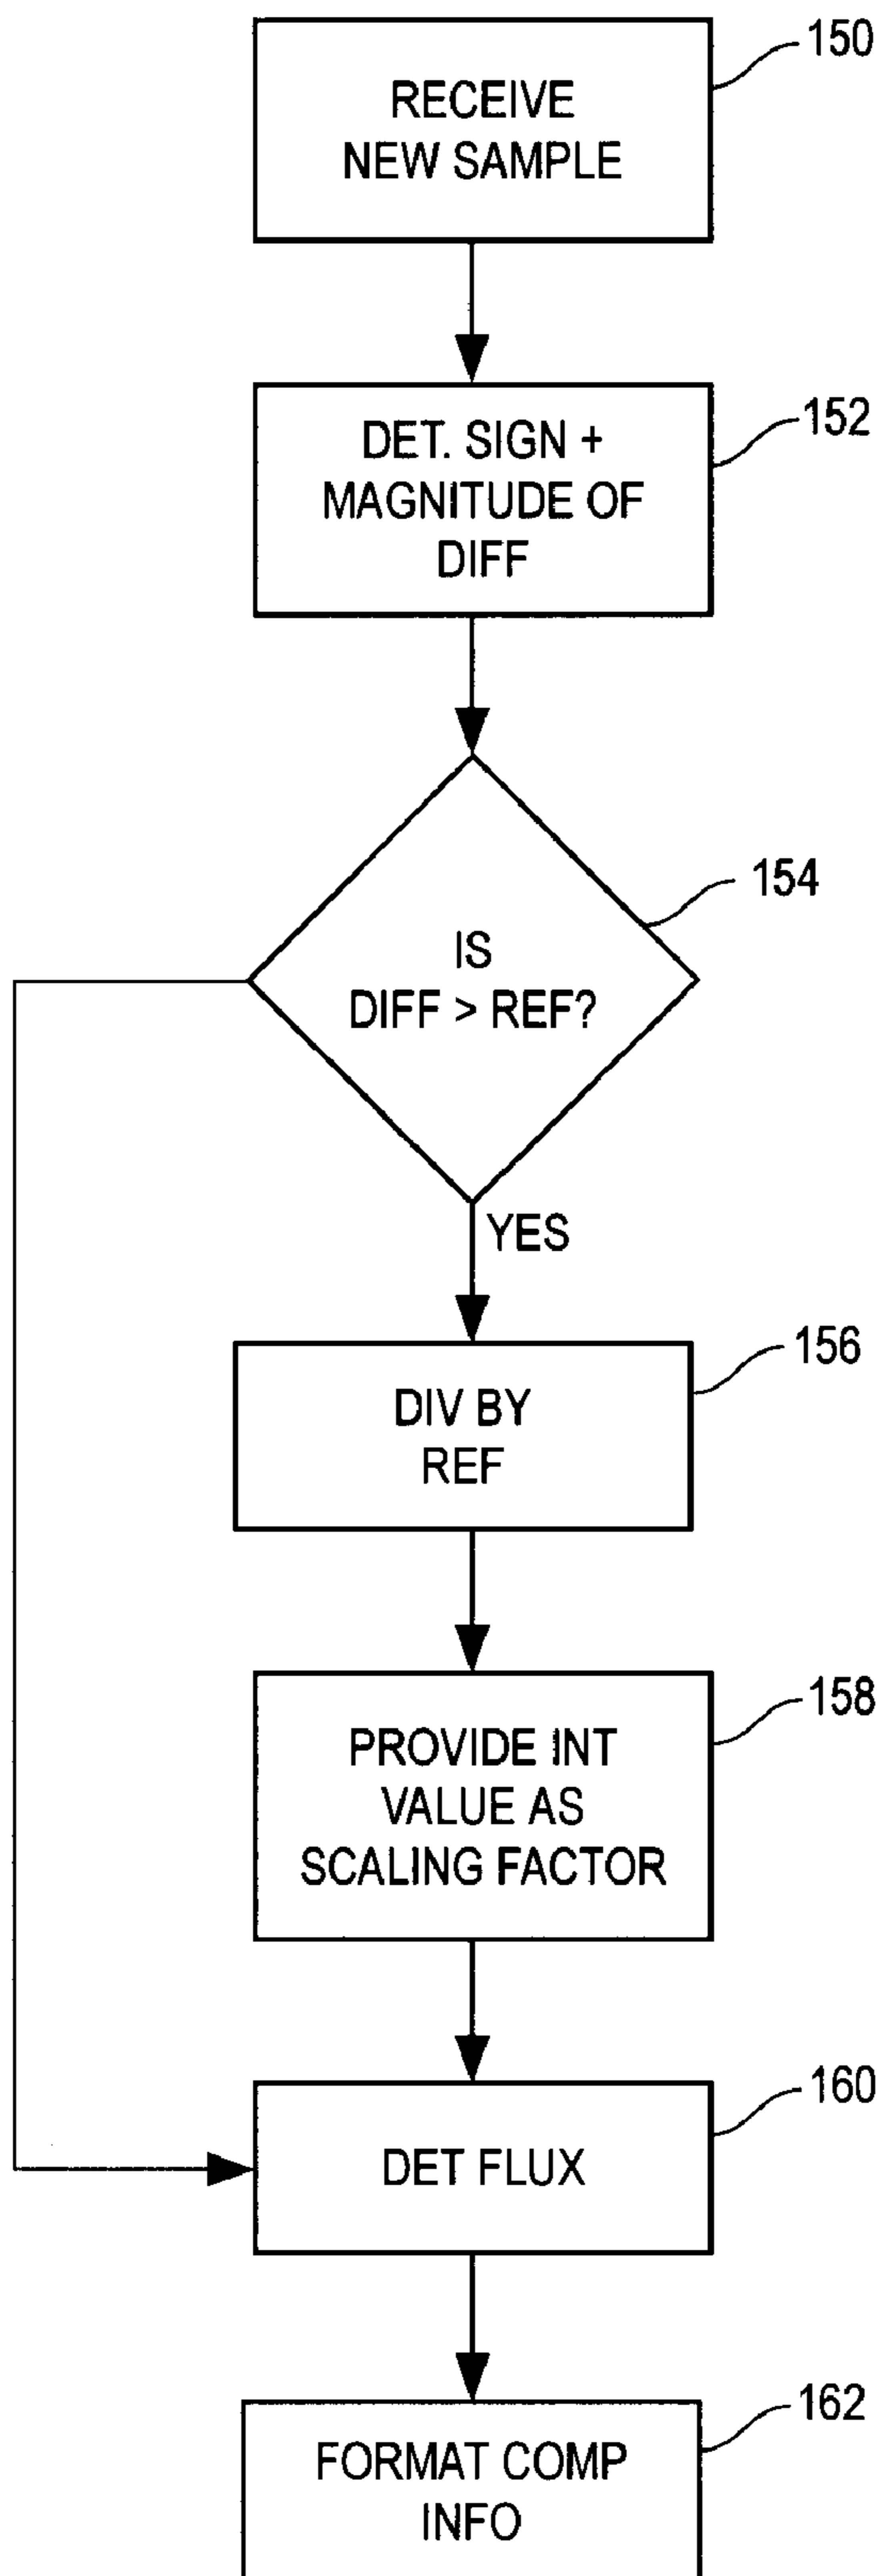 150
RECEIVE
NEW SAMPLE
152
DET. SIGN +
MAGNITUDE OF
DIFF
154
IS
DIFF > REF?
YES
156
DIV BY
REF
158
PROVIDE INT
VALUE AS
SCALING FACTOR
160
DET FLUX
162
FORMAT COMP
INFO